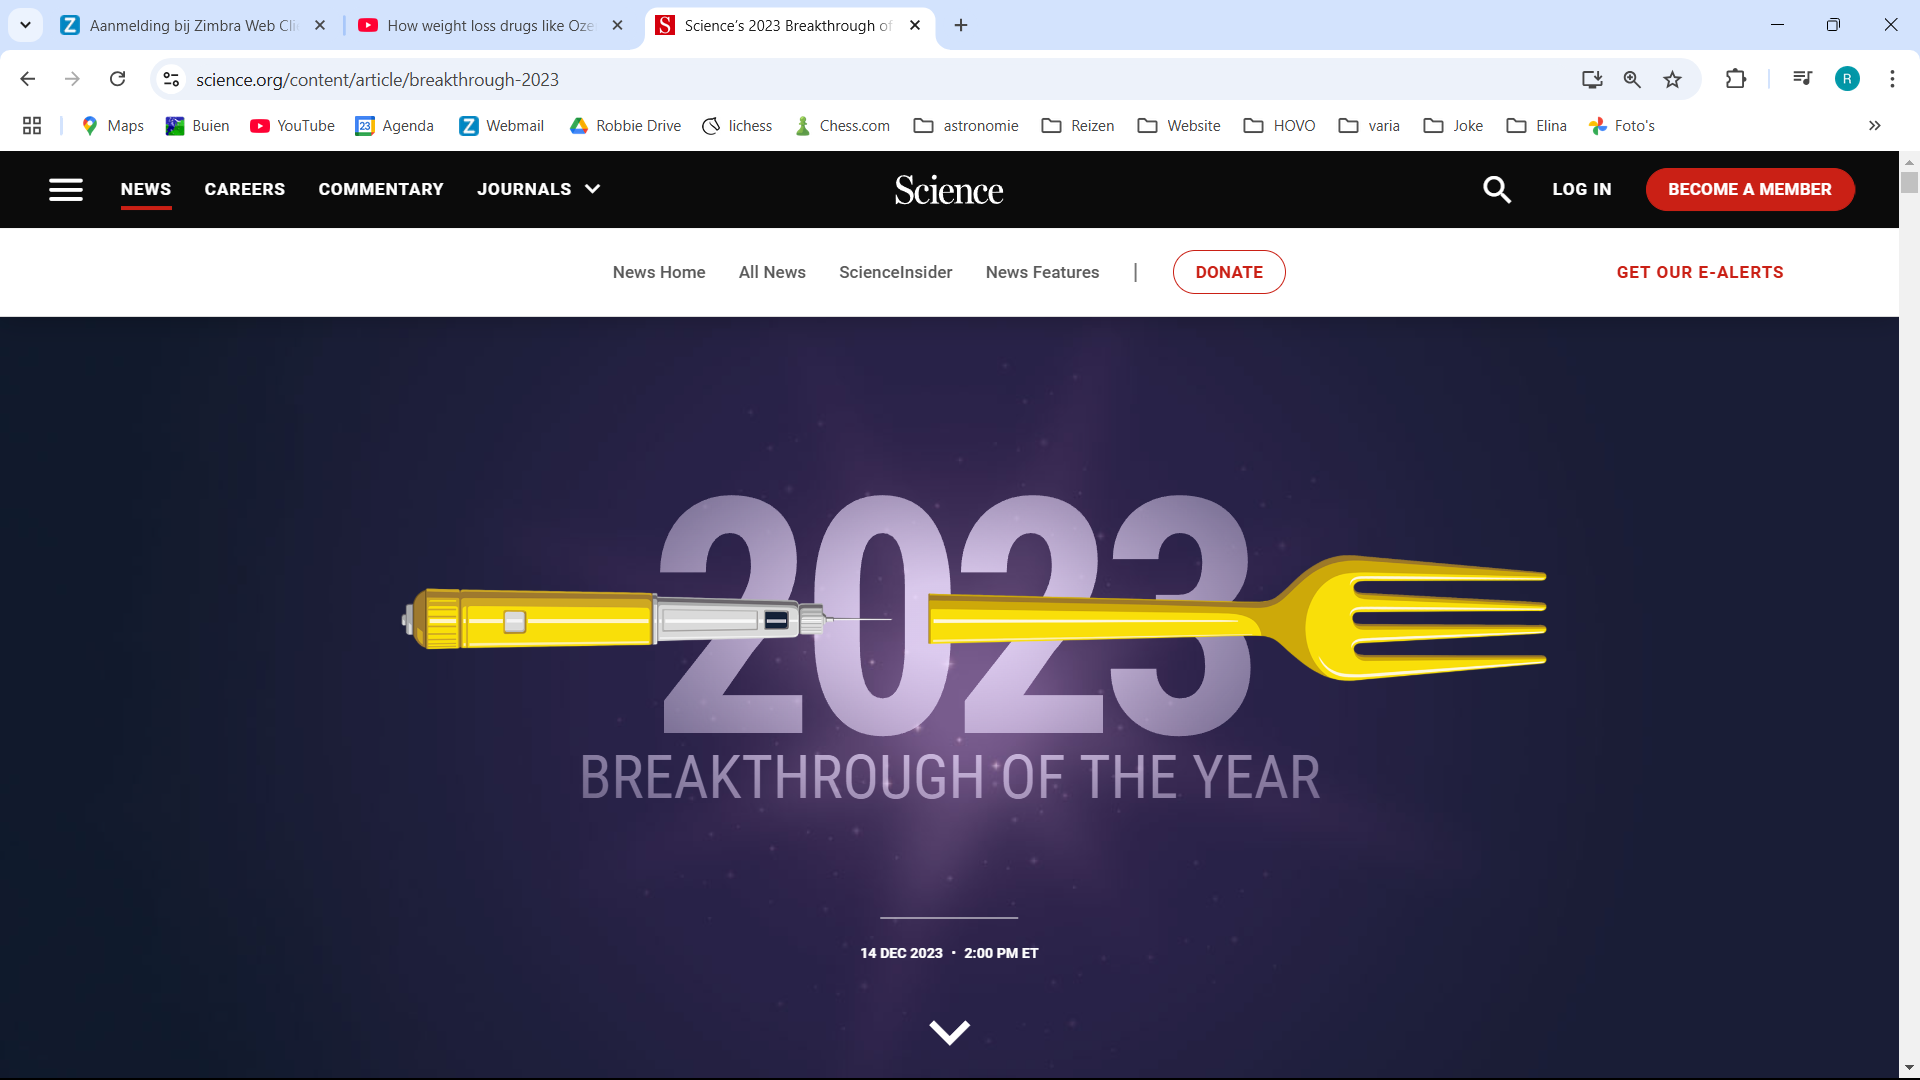 Aanmelding bij Zimbra Web Cli
How weight loss drugs like Oze
Science's 2023 Breakthrough of
science.org/content/article/breakthrough-2023
R
Maps
Buien
YouTube
23 Agenda
Webmail
Robbie Drive
lichess
Chess.com
astronomie
Reizen
Website
HOVO
varia
Joke
Elina
Foto's
NEWS
CAREERS
COMMENTARY
JOURNALS
Science
LOG IN
BECOME A MEMBER
News Home
All News
ScienceInsider
News Features
|
DONATE
GET OUR E-ALERTS
2023
BREAKTHROUGH OF THE YEAR
14 DEC 2023 · 2:00 PM ET